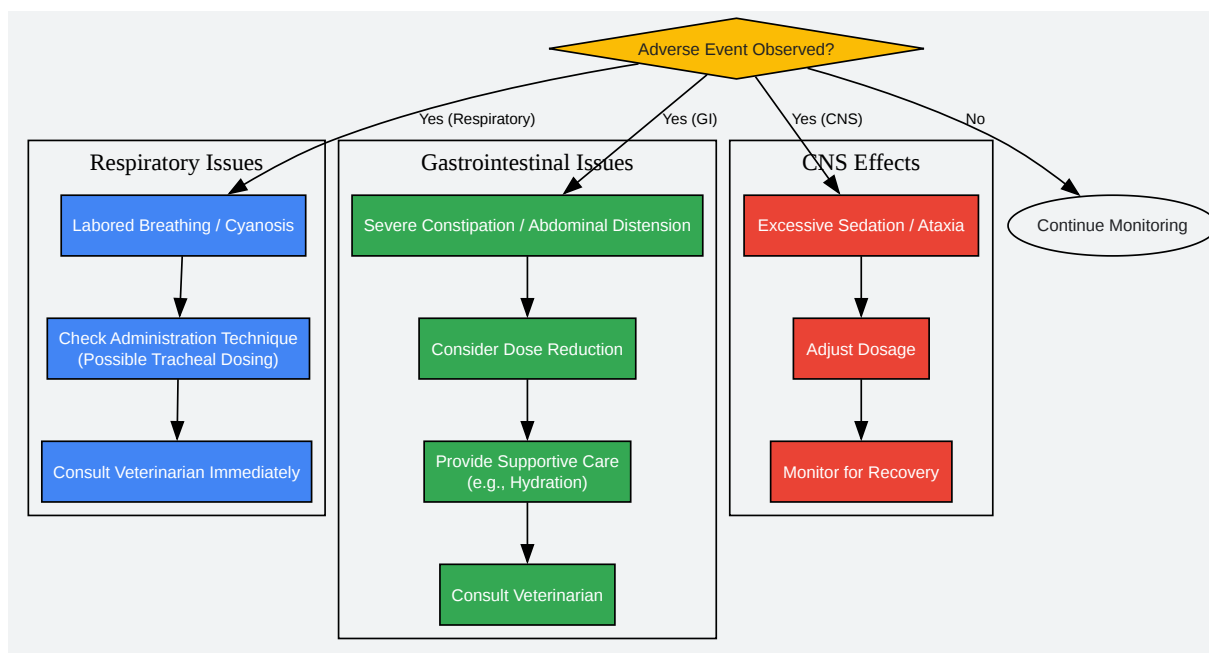 Adverse Event Observed?
Yes (Respiratory)
Yes (GI)
Yes (CNS)
No
Respiratory Issues
Gastrointestinal Issues
CNS Effects
Labored Breathing / Cyanosis
Severe Constipation / Abdominal Distension
Excessive Sedation / Ataxia
Continue Monitoring
Check Administration Technique
(Possible Tracheal Dosing)
Consider Dose Reduction
Adjust Dosage
Consult Veterinarian Immediately
Provide Supportive Care
(e.g., Hydration)
Monitor for Recovery
Consult Veterinarian